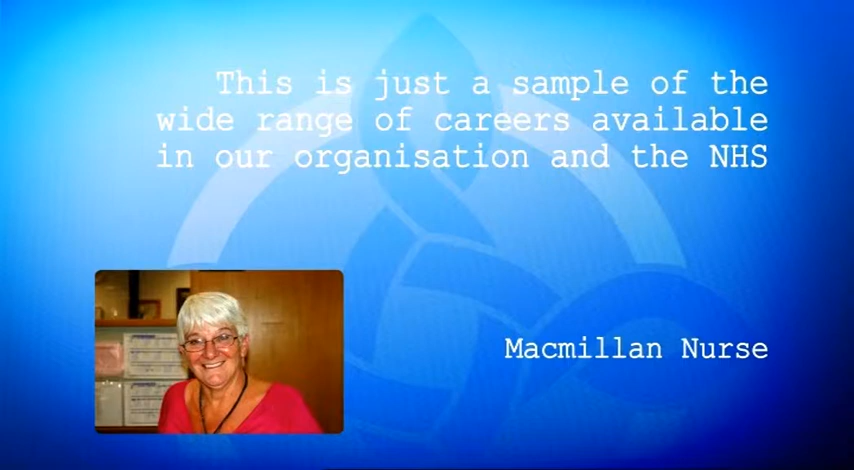 This is just a sample of the
wide range of careers available
in our organisation and the NHS
Macmillan Nurse